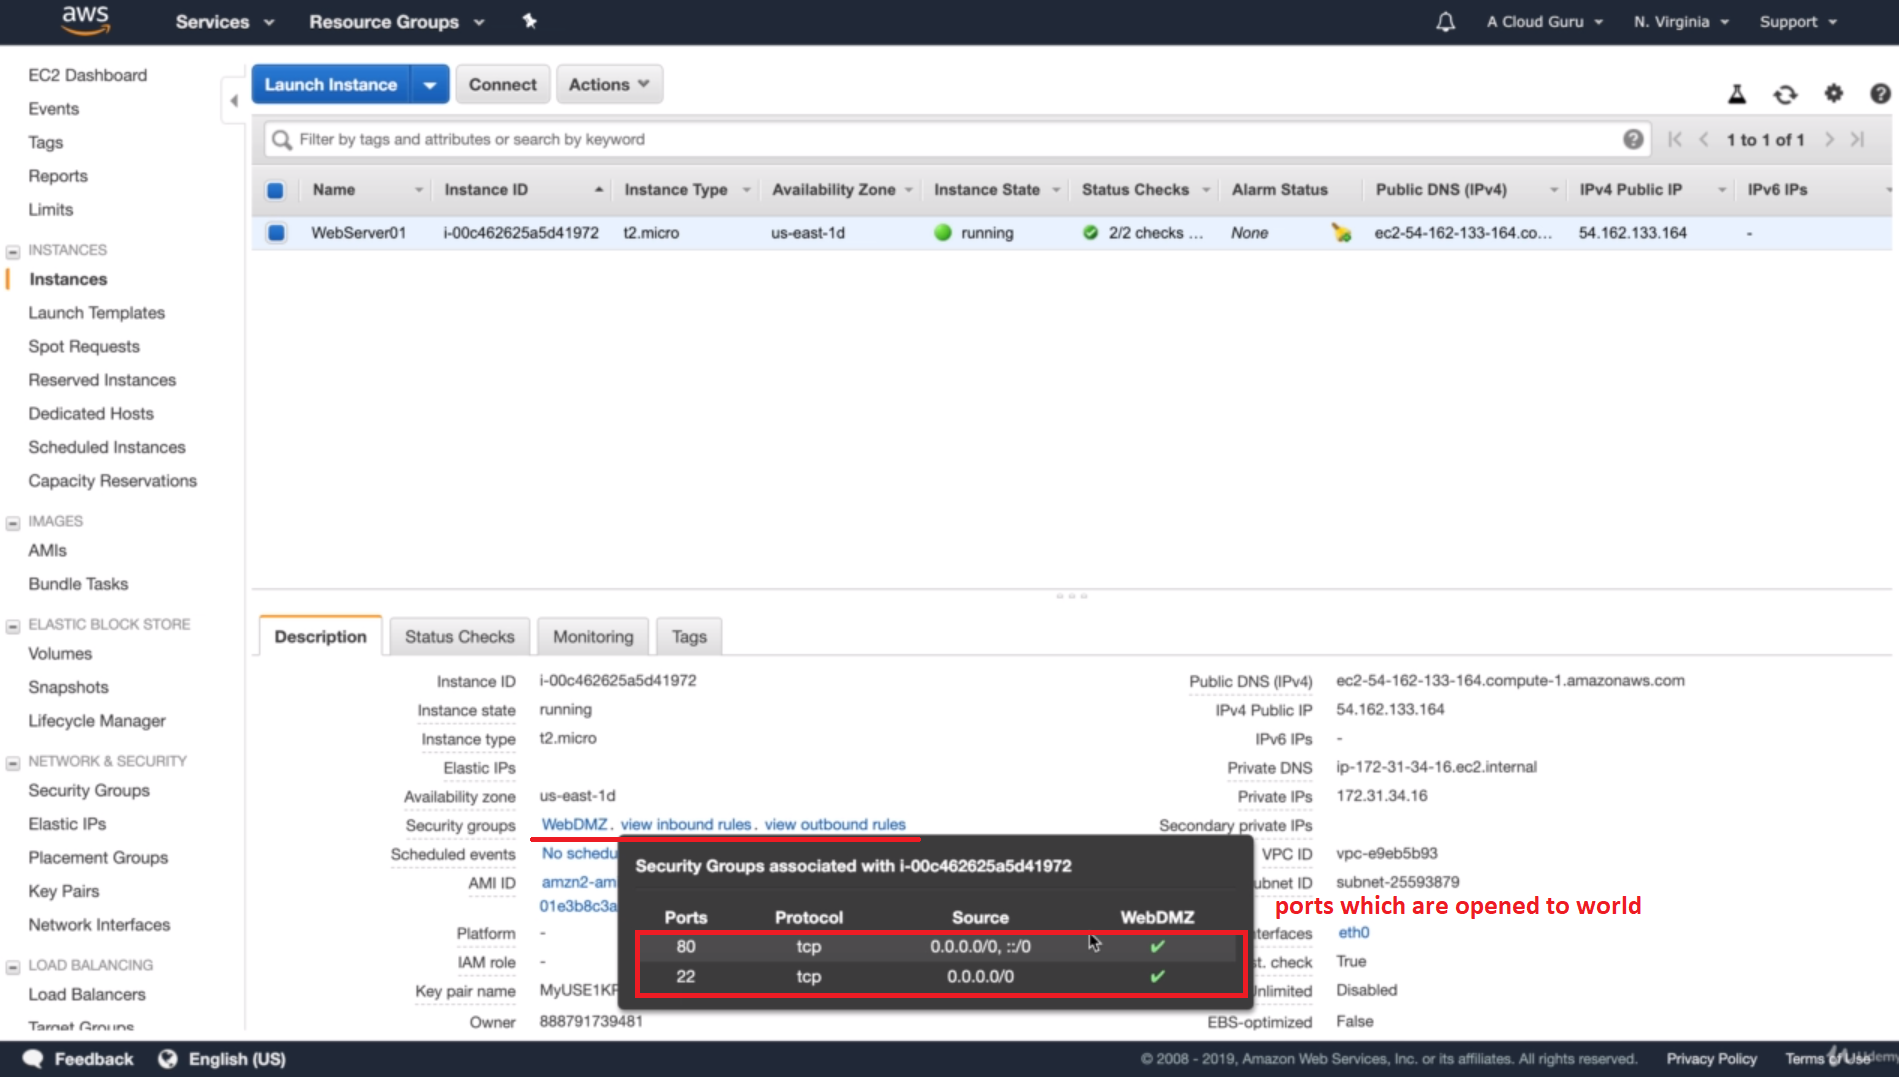 aws Services Resource Groups A Cloud Guru N. Virginia Support
EC2 Dashboard
Events
Tags
Reports
Limits
INSTANCES
Instances
Launch Templates
Spot Requests
Reserved Instances
Dedicated Hosts
Scheduled Instances
Capacity Reservations
IMAGES
AMIs
Bundle Tasks
ELASTIC BLOCK STORE
Volumes
Snapshots
Lifecycle Manager
NETWORK & SECURITY
Security Groups
Elastic IPs
Placement Groups
Key Pairs
Network Interfaces
LOAD BALANCING
Load Balancers
Target Groups
Launch Instance Connect Actions
Filter by tags and attributes or search by keyword 1 to 1 of 1
Name Instance ID Instance Type Availability Zone Instance State Status Checks Alarm Status Public DNS (IPv4) IPv4 Public IP IPv6 IPs
WebServer01 i-00c462625a5d41972 t2.micro us-east-1d running 2/2 checks ... None ec2-54-162-133-164.co... 54.162.133.164 -
Description Status Checks Monitoring Tags
Instance ID i-00c462625a5d41972
Instance state running
Instance type t2.micro
Elastic IPs
Availability zone us-east-1d
Security groups WebDMZ. view inbound rules. view outbound rules
Scheduled events No schedu
AMI ID amzn2-am
01e3b8c3a
Platform -
IAM role -
Key pair name MyUSE1KP
Owner 888791739481
Public DNS (IPv4) ec2-54-162-133-164.compute-1.amazonaws.com
IPv4 Public IP 54.162.133.164
IPv6 IPs -
Private DNS ip-172-31-34-16.ec2.internal
Private IPs 172.31.34.16
Secondary private IPs
VPC ID vpc-e9eb5b93
ubnet ID subnet-25593879
ports which are opened to world
terfaces eth0
st. check True
Unlimited Disabled
EBS-optimized False
Security Groups associated with i-00c462625a5d41972
Ports Protocol Source WebDMZ
80 tcp 0.0.0.0/0, ::/0 ✔
22 tcp 0.0.0.0/0 ✔
Feedback English (US) © 2008 - 2019, Amazon Web Services, Inc. or its affiliates. All rights reserved. Privacy Policy Terms of Use